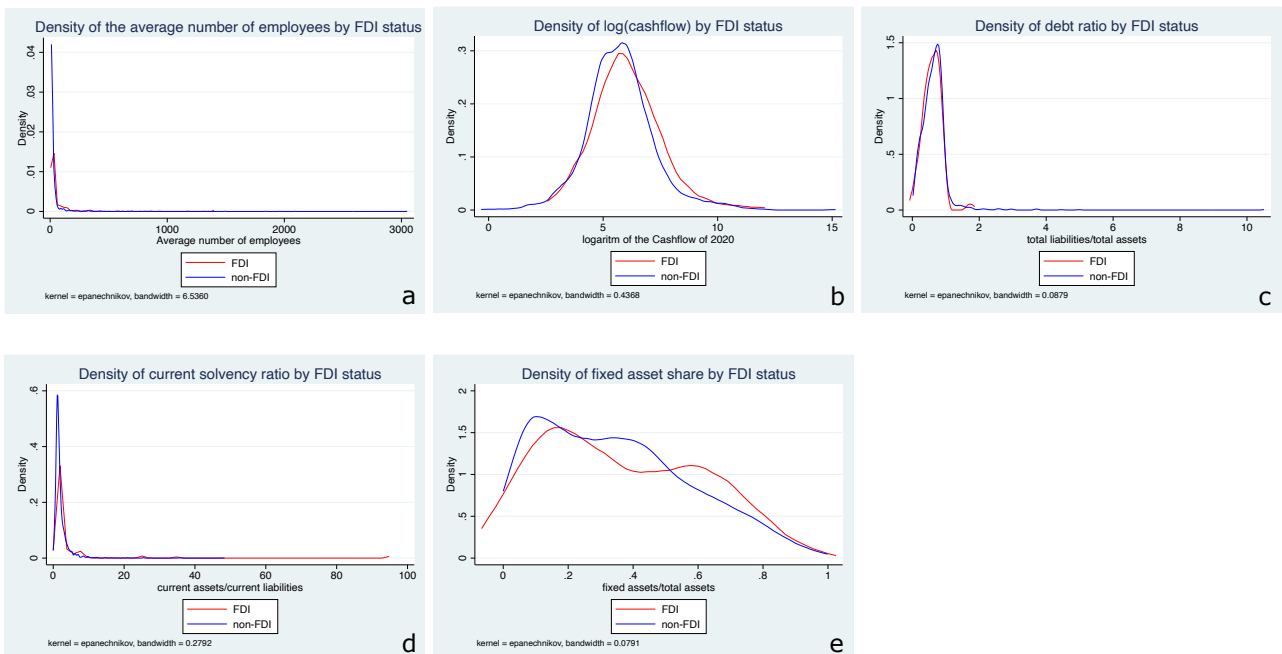 Density of the average number of employees by FDI status
Density
0
.01
.02
.03
.04
0
1000
2000
3000
Average number of employees
FDI
non-FDI
kernel = epanechnikov, bandwidth = 6.5360
a
Density of log(cashflow) by FDI status
Density
0
.1
.2
.3
0
5
10
15
logaritm of the Cashflow of 2020
FDI
non-FDI
kernel = epanechnikov, bandwidth = 0.4368
b
Density of debt ratio by FDI status
Density
0
.5
1
1.5
0
2
4
6
8
10
total liabilities/total assets
FDI
non-FDI
kernel = epanechnikov, bandwidth = 0.0879
c
Density of current solvency ratio by FDI status
Density
0
.2
.4
.6
0
20
40
60
80
100
current assets/current liabilities
FDI
non-FDI
kernel = epanechnikov, bandwidth = 0.2792
d
Density of fixed asset share by FDI status
Density
0
.5
1
1.5
2
0
.2
.4
.6
.8
1
fixed assets/total assets
FDI
non-FDI
kernel = epanechnikov, bandwidth = 0.0791
e